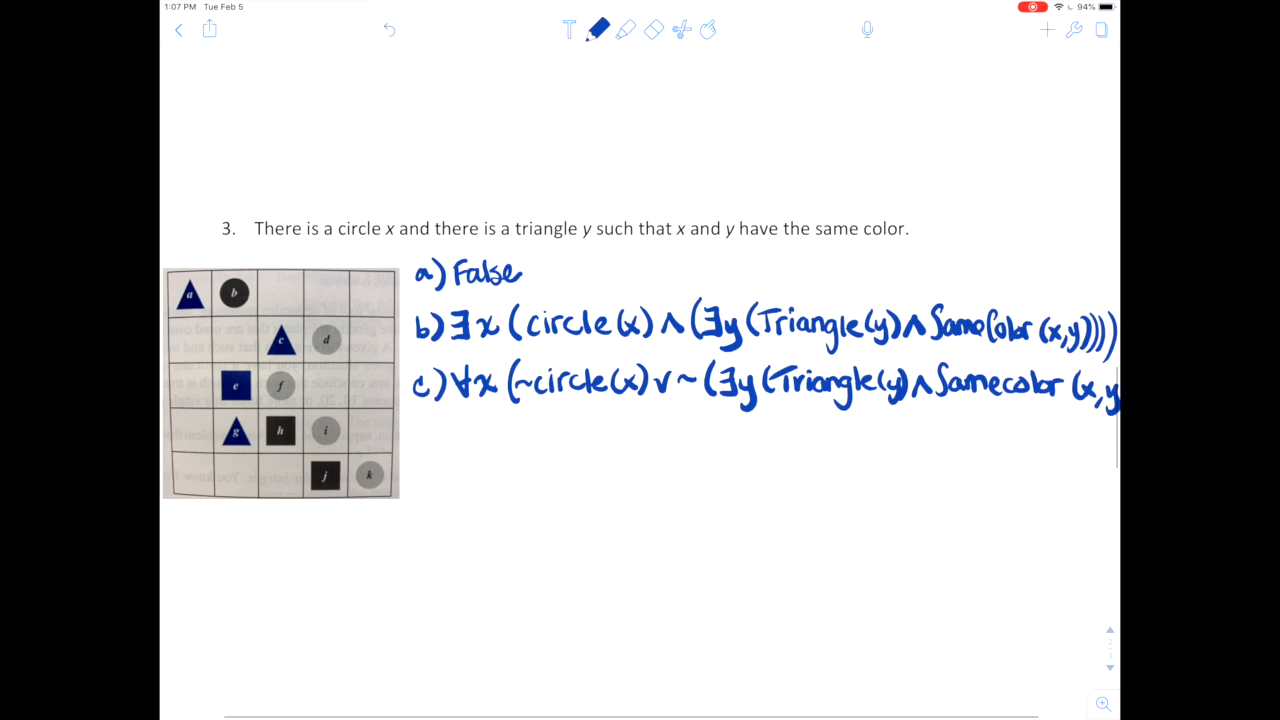 1:07 PM Tue Feb 5
94%
T
3. There is a circle x and there is a triangle y such that x and y have the same color.
a) False
b) ∃x (circle(x) ∧ (∃y (Triangle(y) ∧ SameColor (x,y))))
c) ∀x (~circle(x) ∨ ~ (∃y (Triangle(y) ∧ Samecolor (x,y
a b
c d
e f
g h i
j k